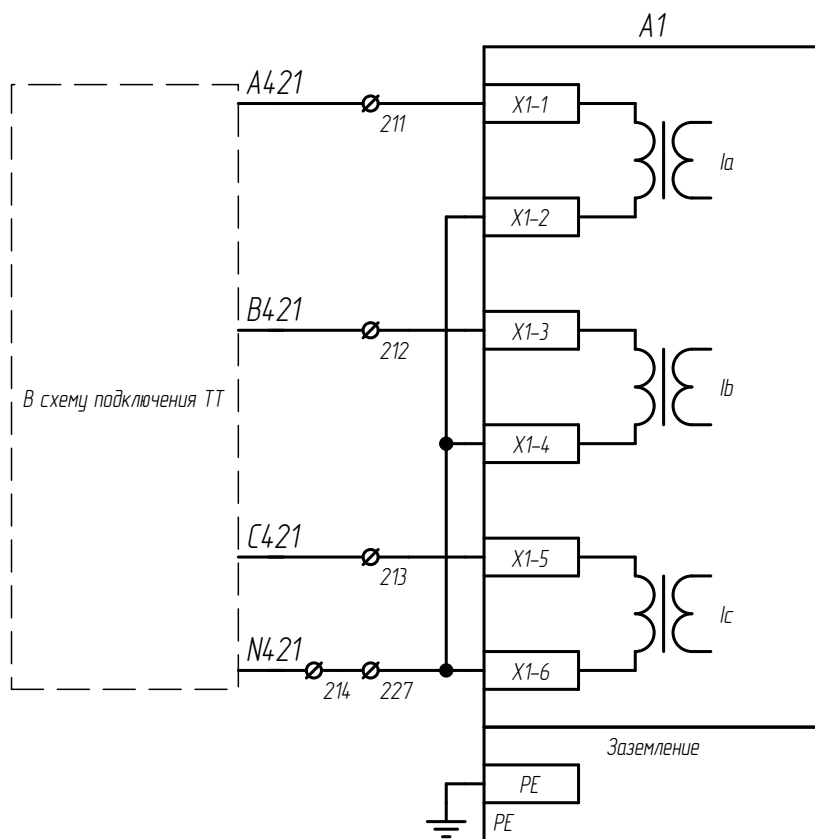 A1
A421
211
X1-1
Ia
X1-2
B421
212
X1-3
Ib
В схему подключения ТТ
X1-4
C421
213
X1-5
Ic
N421
214
227
X1-6
Заземление
PE
PE